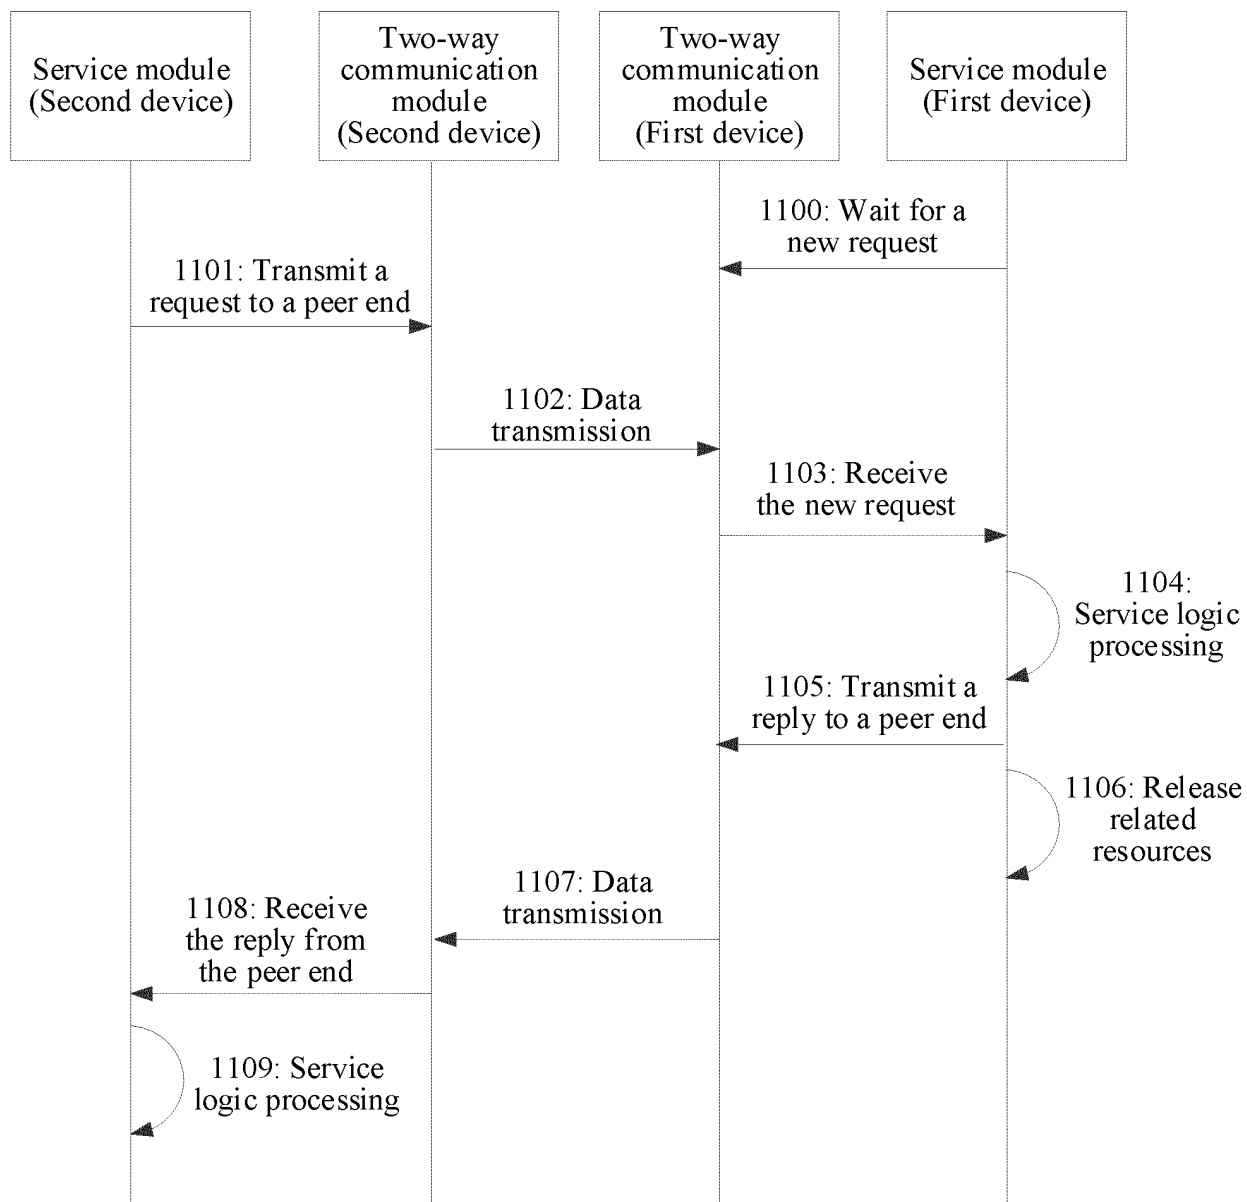 Service module
(Second device)
Two-way
communication
module
(Second device)
Two-way
communication
module
(First device)
Service module
(First device)
1100: Wait for a
new request
1101: Transmit a
request to a peer end
1102: Data
transmission
1103: Receive
the new request
1104:
Service logic
processing
1105: Transmit a
reply to a peer end
1106: Release
related
resources
1107: Data
transmission
1108: Receive
the reply from
the peer end
1109: Service
logic processing